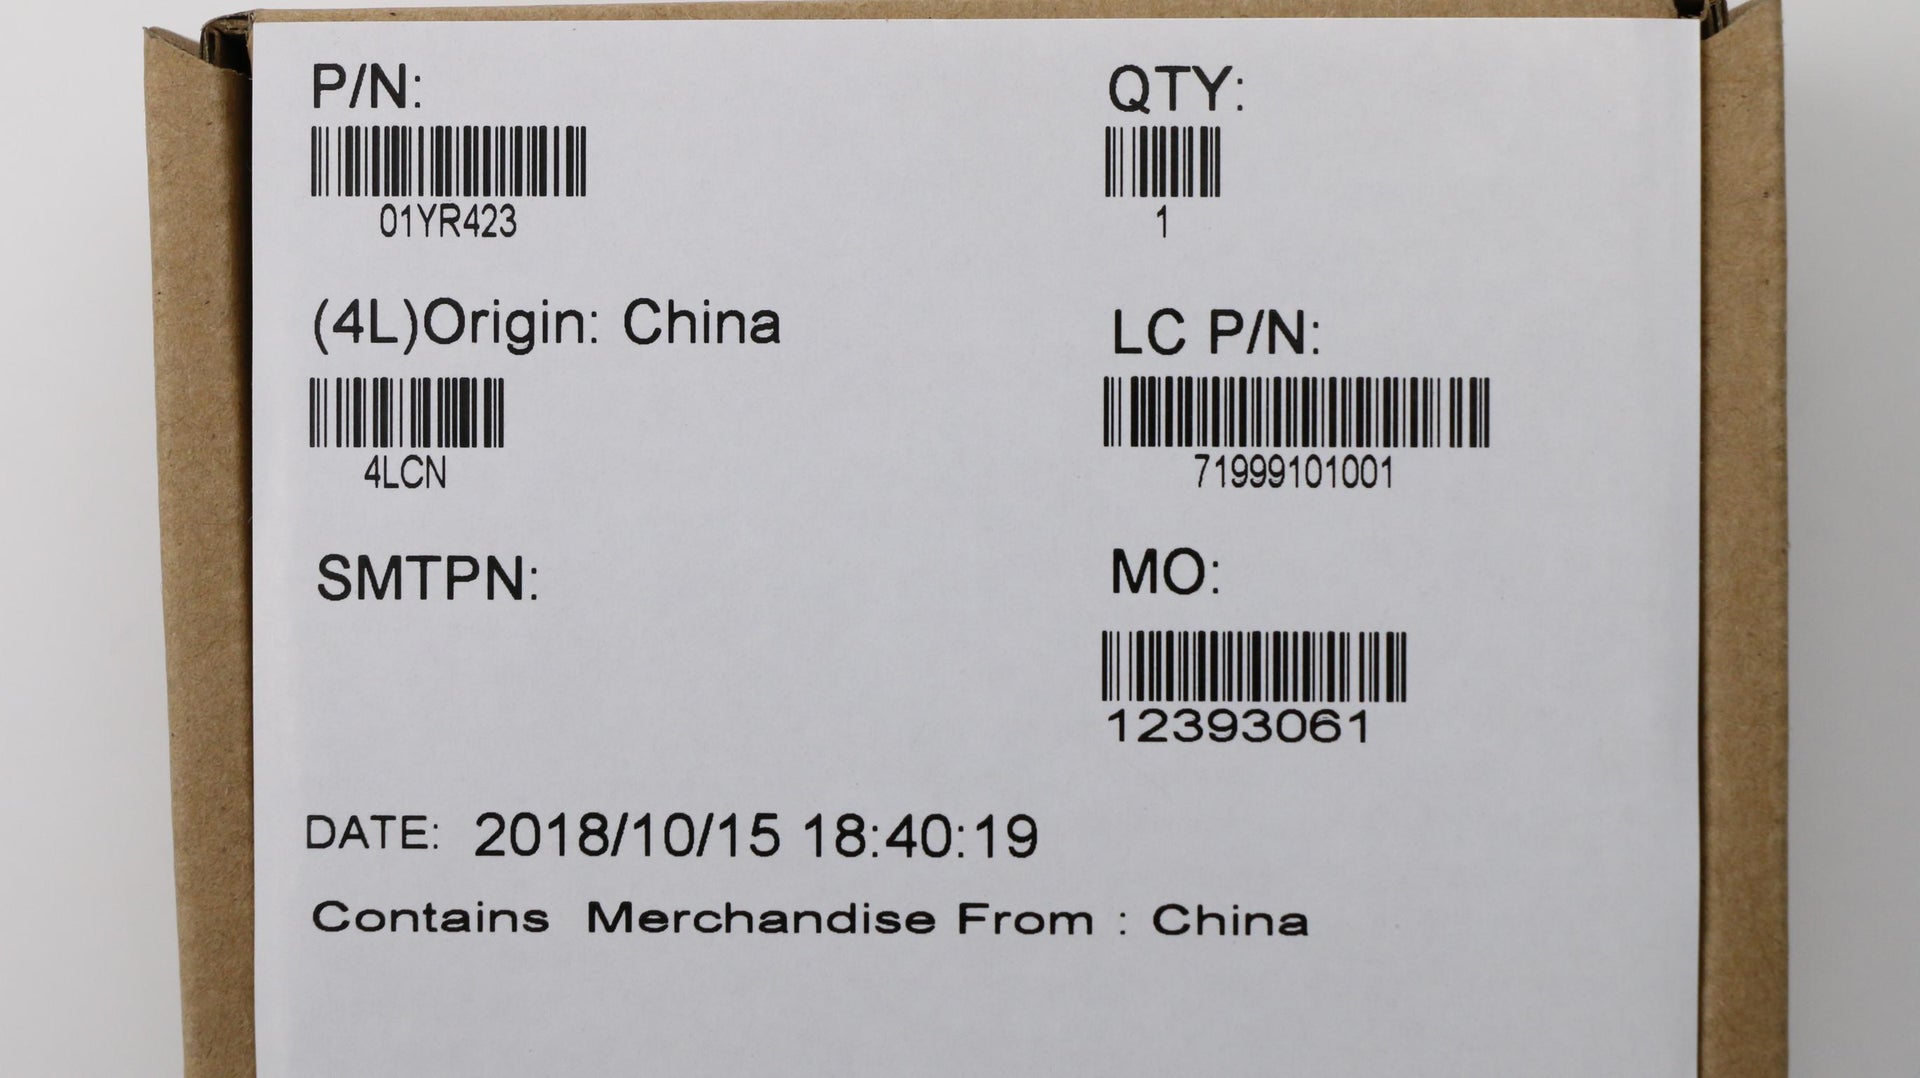 P/N:
QTY:
01YR423
1
(4L)Origin: China
LC P/N:
4LCN
71999101001
SMTPN:
MO:
12393061
DATE: 2018/10/15 18:40:19
Contains Merchandise From : China